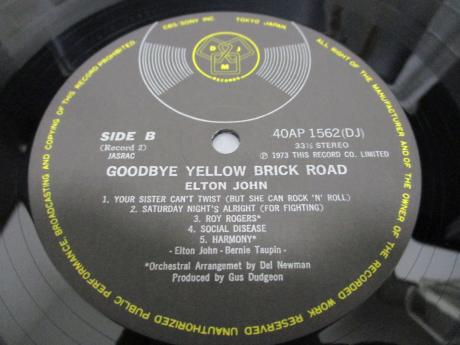 CBS SONY INC. TOKYO JAPAN
ALL RIGHT OF THE MANUFACTURER AND OF THE OWNER OF THE RECORDED WORK RESERVED UNAUTHORIZED PUBLIC PERFORMANCE BROADCASTING AND COPYING OF THIS RECORD PROHIBITED
DJM
RECORDS
SIDE B
(Record 2)
JASRAC
40AP 1562(DJ)
33⅓ STEREO
℗ 1973 THIS RECORD CO. LIMITED
GOODBYE YELLOW BRICK ROAD
ELTON JOHN
1. YOUR SISTER CAN'T TWIST (BUT SHE CAN ROCK 'N' ROLL)
2. SATURDAY NIGHT'S ALRIGHT (FOR FIGHTING)
3. ROY ROGERS*
4. SOCIAL DISEASE
5. HARMONY*
- Elton John - Bernie Taupin -
*Orchestral Arrangemet by Del Newman
Produced by Gus Dudgeon